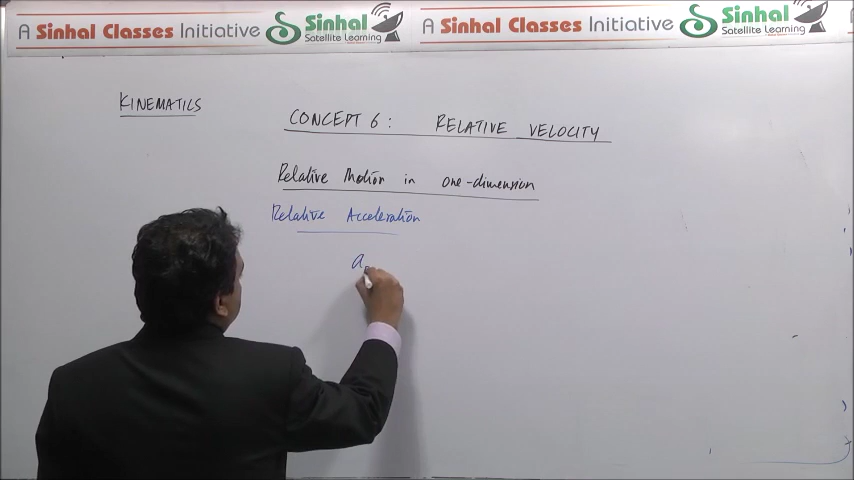 A Sinhal Classes Initiative Sinhal Satellite Learning A Sinhal Classes Initiative Sinhal Satellite Learning
KINEMATICS
CONCEPT 6 : RELATIVE VELOCITY
Relative Motion in one-dimension
Relative Acceleration
a